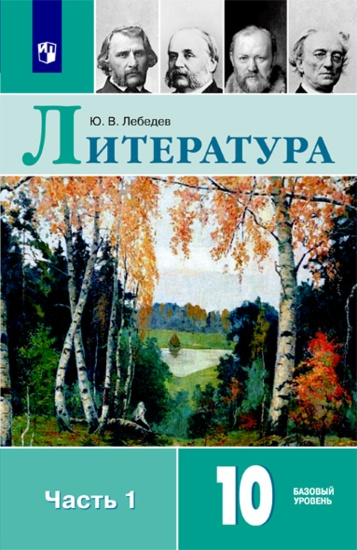 Ю. В. Лебедев
Литература
Часть 1
10
БАЗОВЫЙ
УРОВЕНЬ